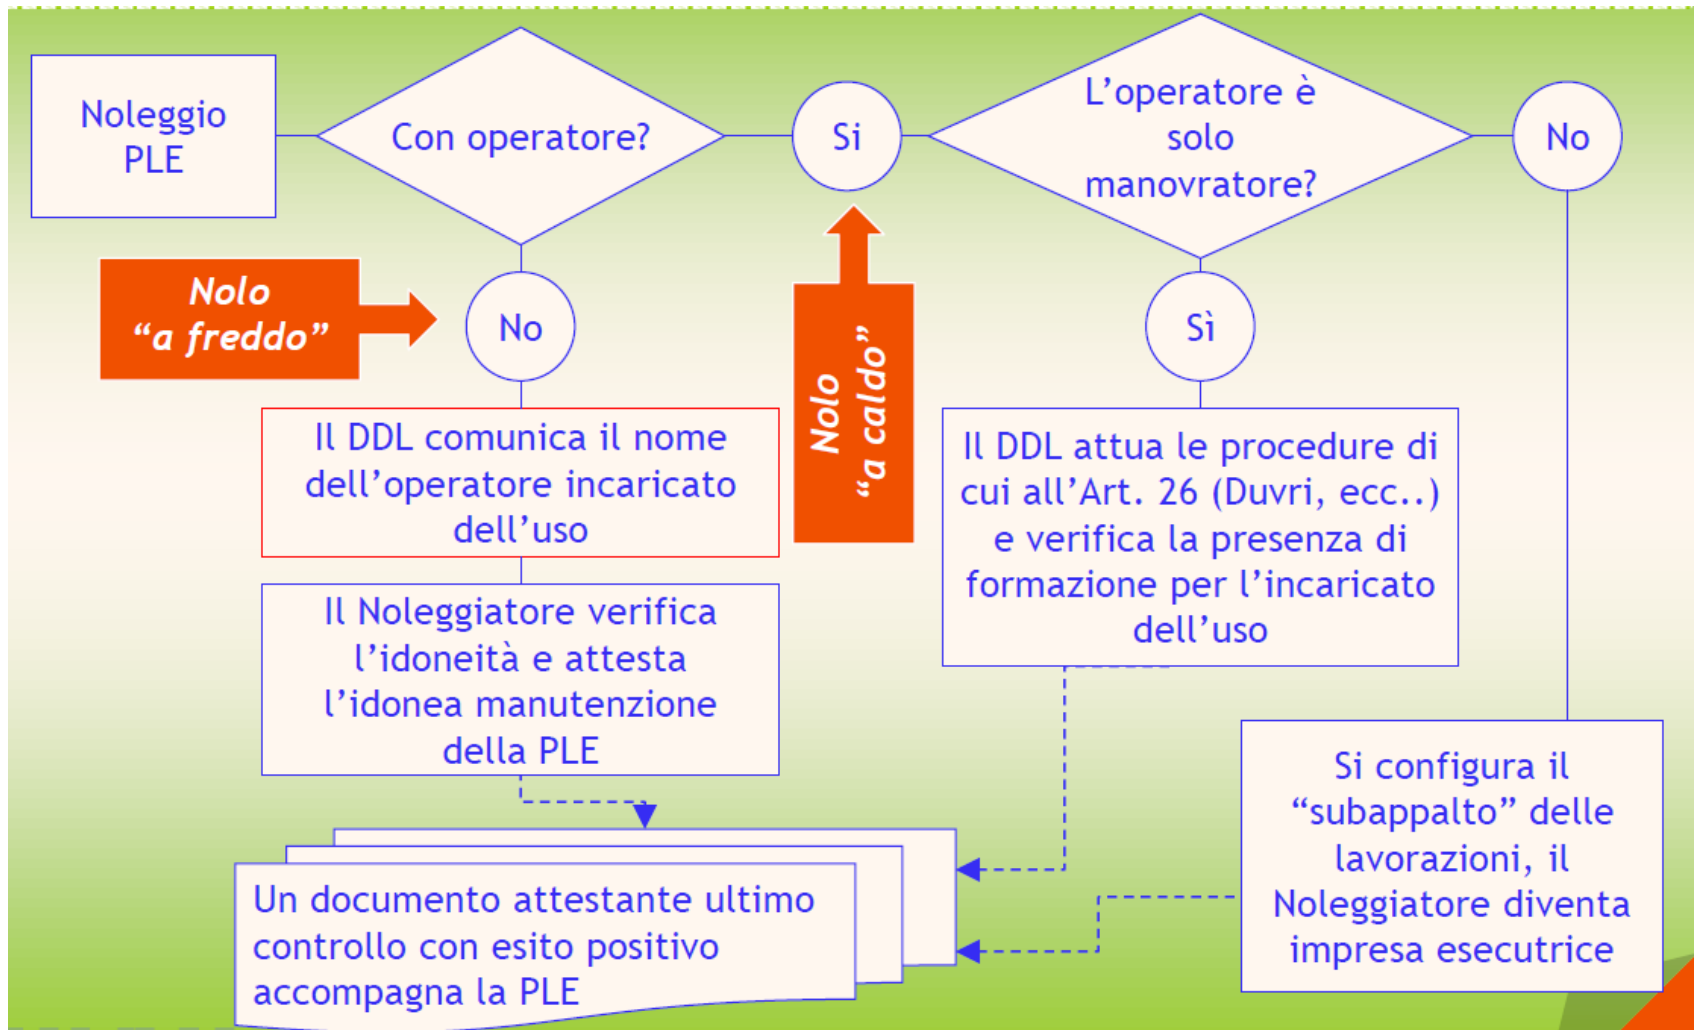 Noleggio
PLE
Con operatore?
Si
L’operatore è
solo
manovratore?
No
Nolo
“a freddo”
No
Nolo
“a caldo”
Sì
Il DDL comunica il nome
dell’operatore incaricato
dell’uso
Il DDL attua le procedure di
cui all’Art. 26 (Duvri, ecc..)
e verifica la presenza di
formazione per l’incaricato
dell’uso
Il Noleggiatore verifica
l’idoneità e attesta
l’idonea manutenzione
della PLE
Si configura il
“subappalto” delle
lavorazioni, il
Noleggiatore diventa
impresa esecutrice
Un documento attestante ultimo
controllo con esito positivo
accompagna la PLE